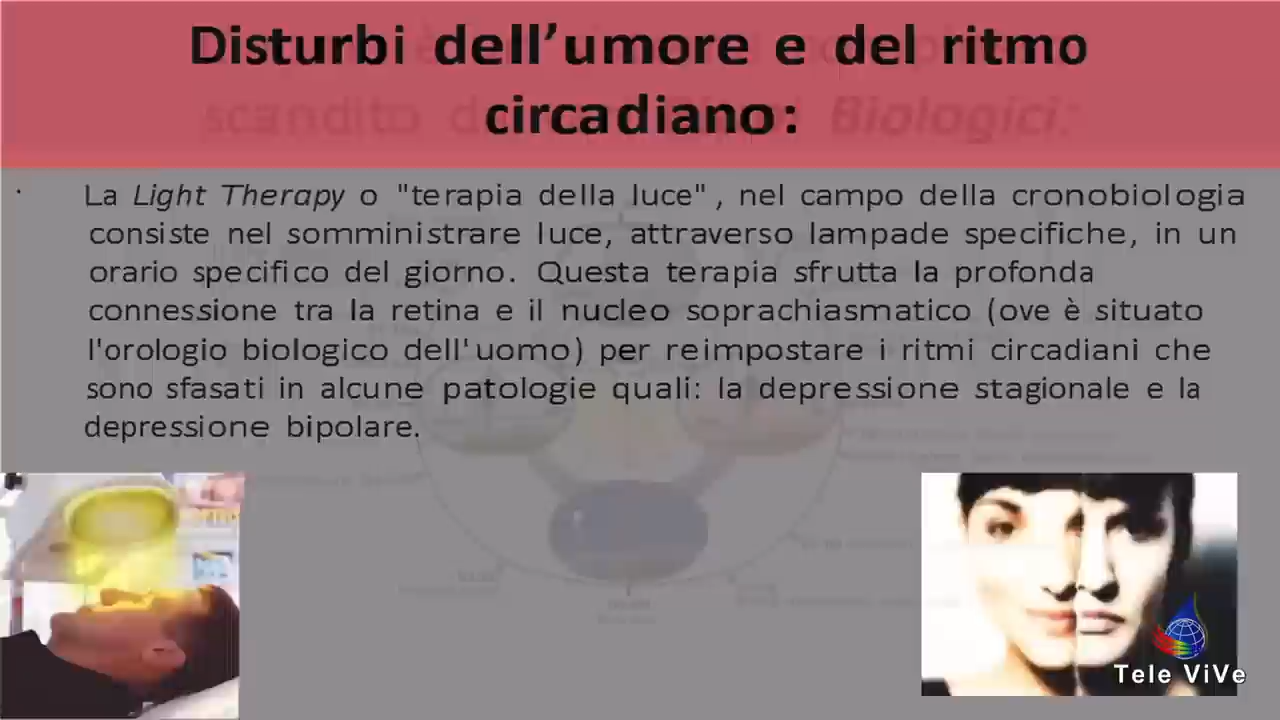 Disturbi dell’umore e del ritmo
circadiano:
scandito
Biologici:
· La Light Therapy o "terapia della luce", nel campo della cronobiologia
consiste nel somministrare luce, attraverso lampade specifiche, in un
orario specifico del giorno. Questa terapia sfrutta la profonda
connessione tra la retina e il nucleo soprachiasmatico (ove è situato
l'orologio biologico dell'uomo) per reimpostare i ritmi circadiani che
sono sfasati in alcune patologie quali: la depressione stagionale e la
depressione bipolare.
Tele ViVe